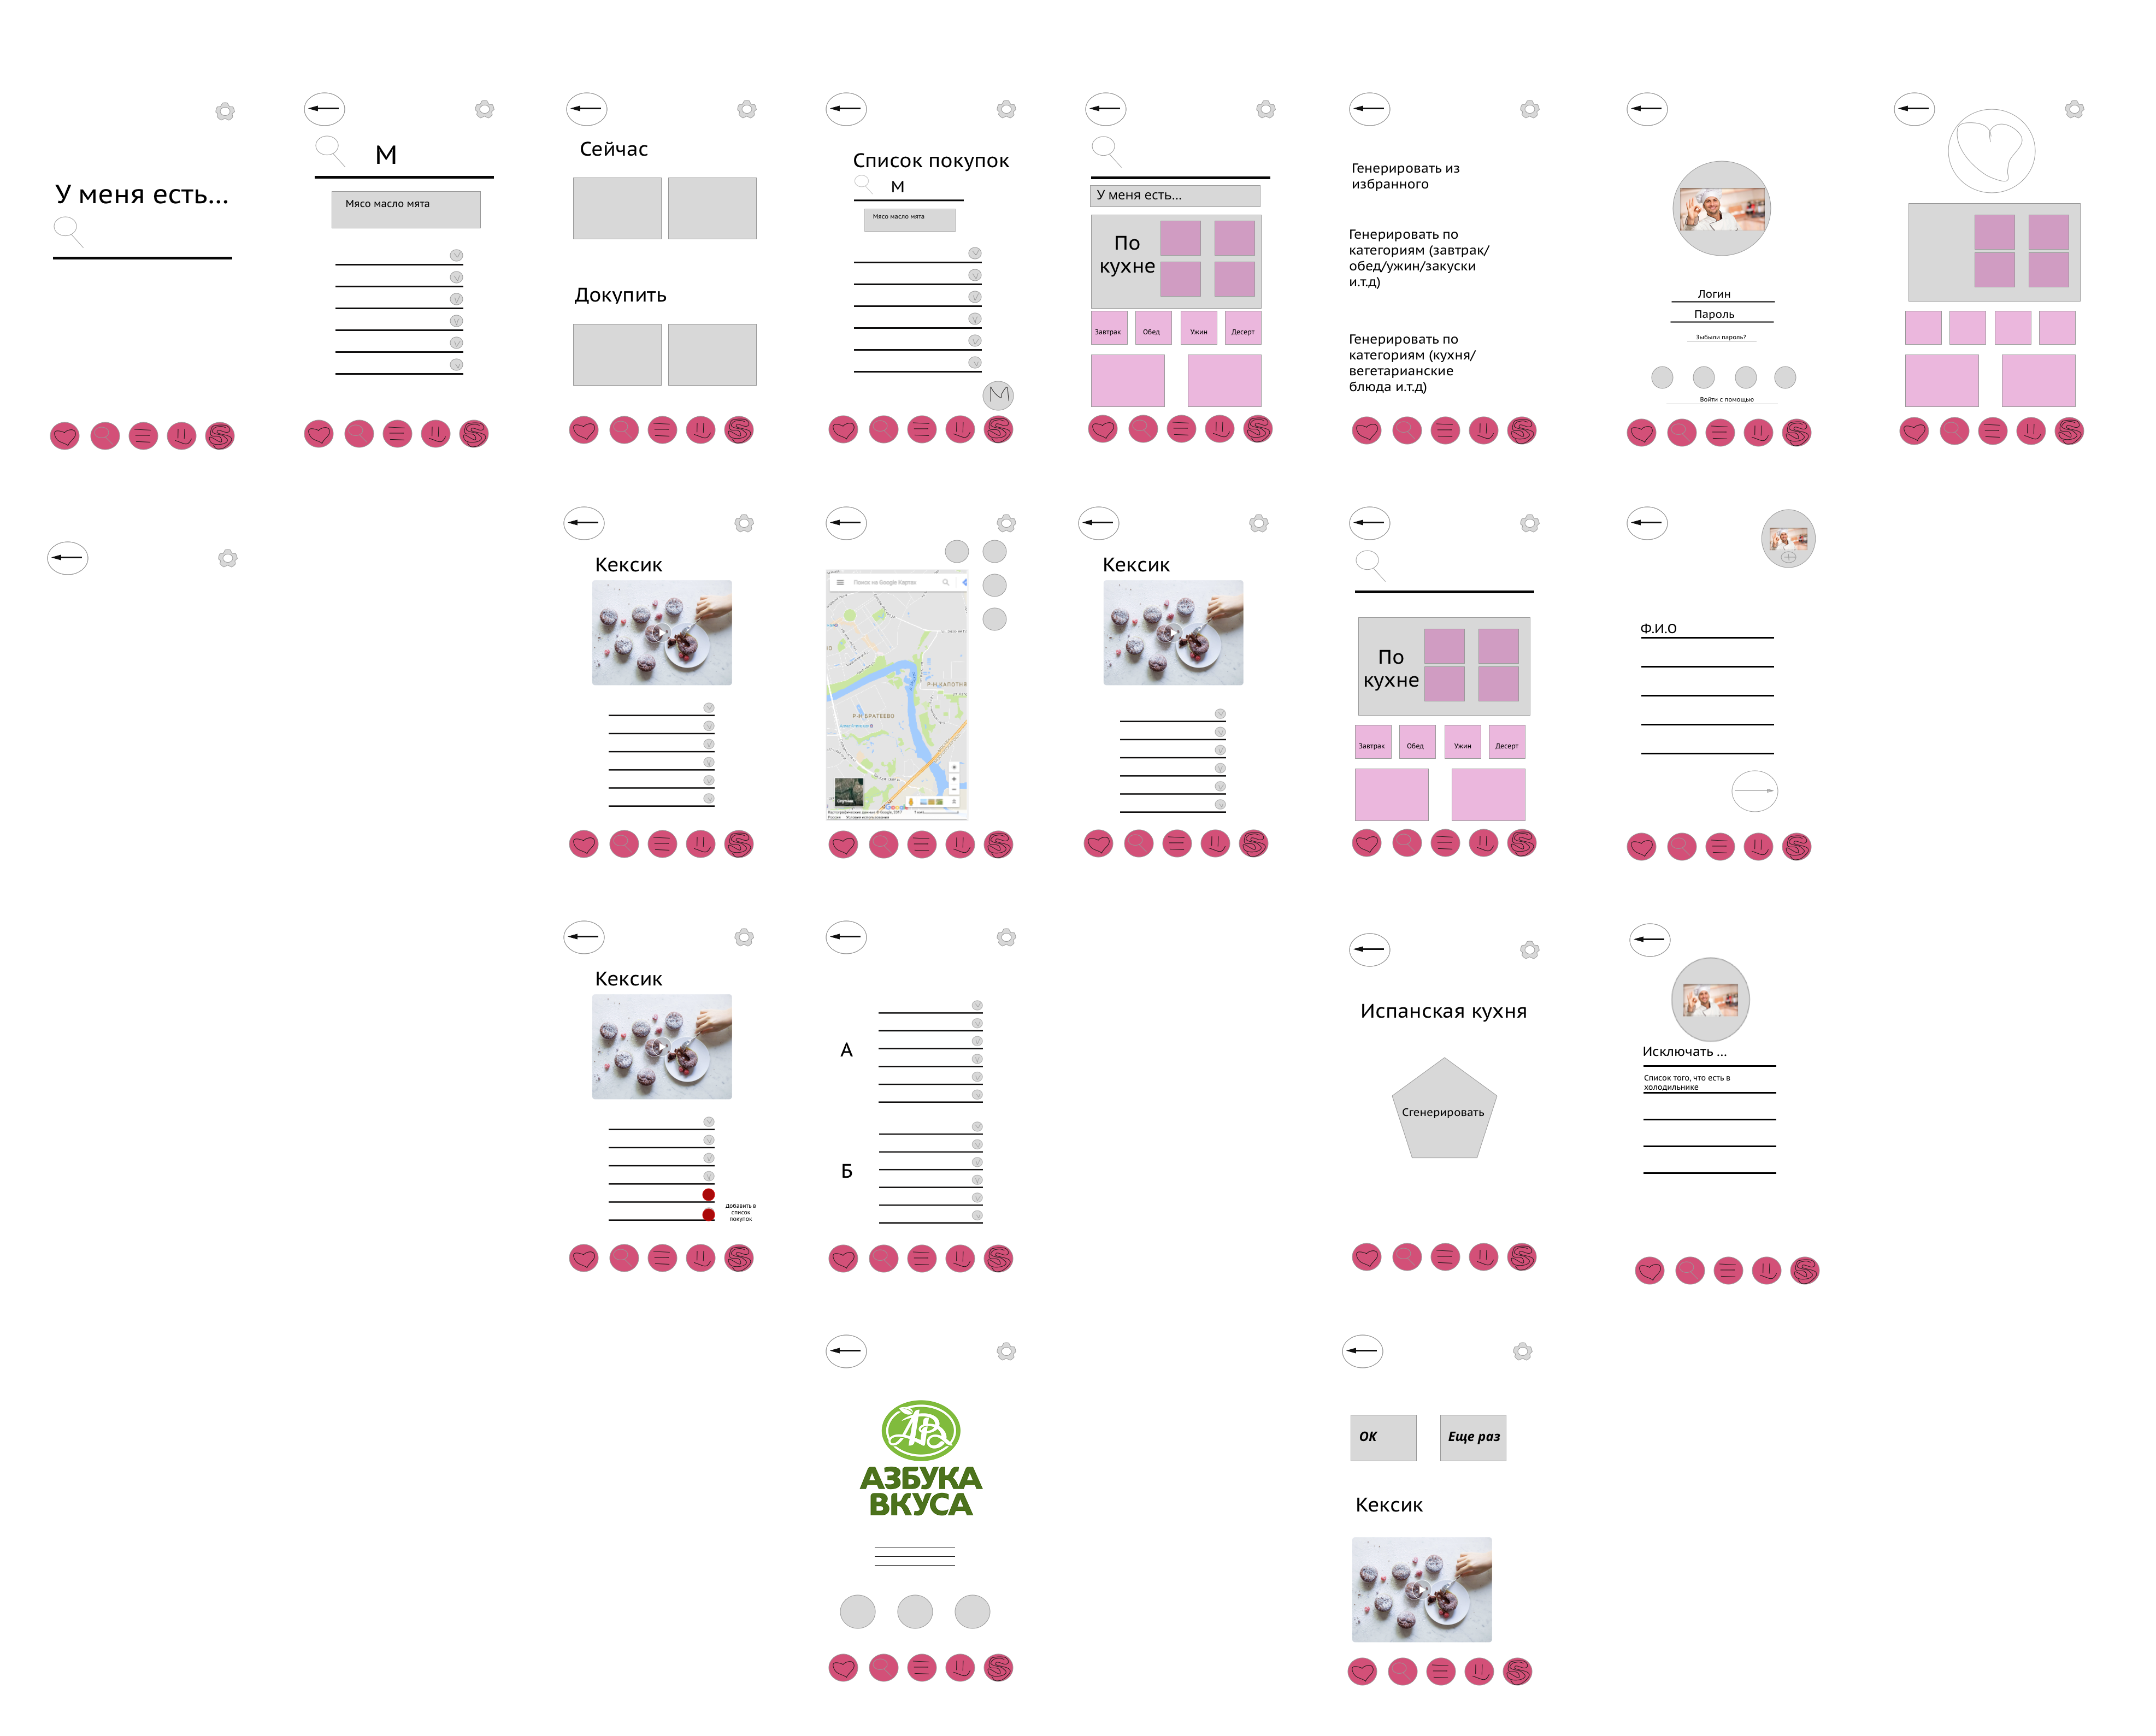 У меня есть...
М
Мясо масло мята
Сейчас
Докупить
Список покупок
М
Мясо масло мята
У меня есть...
По
кухне
Завтрак
Обед
Ужин
Десерт
Генерировать из
избранного
Генерировать по
категориям (завтрак/
обед/ужин/закуски
и.т.д)
Генерировать по
категориям (кухня/
вегетарианские
блюда и.т.д)
Логин
Пароль
Зыбыли пароль?
Войти с помощью
Кексик
Поиск на Google Картах
Р-Н КАПОТНЯ
Р-Н БРАТЕЕВО
Кексик
По
кухне
Завтрак
Обед
Ужин
Десерт
Ф.И.О
Кексик
Добавить в
список
покупок
А
Б
Испанская кухня
Сгенерировать
Исключать ...
Список того, что есть в
холодильнике
АЗБУКА
ВКУСА
ОК
Еще раз
Кексик